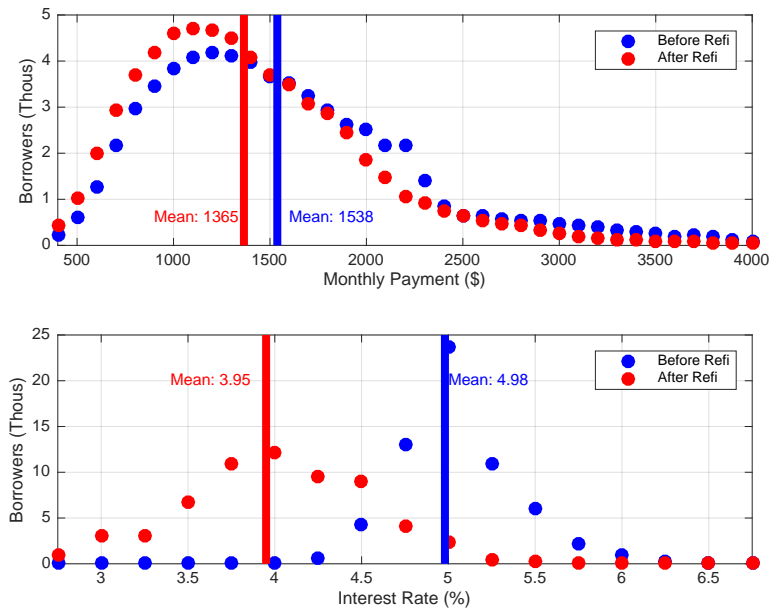 5
4
3
2
1
0
Borrowers (Thous)
Before Refi
After Refi
Mean: 1365
Mean: 1538
500 1000 1500 2000 2500 3000 3500 4000
Monthly Payment ($)
25
20
15
10
5
0
Borrowers (Thous)
Before Refi
After Refi
Mean: 3.95
Mean: 4.98
3 3.5 4 4.5 5 5.5 6 6.5
Interest Rate (%)